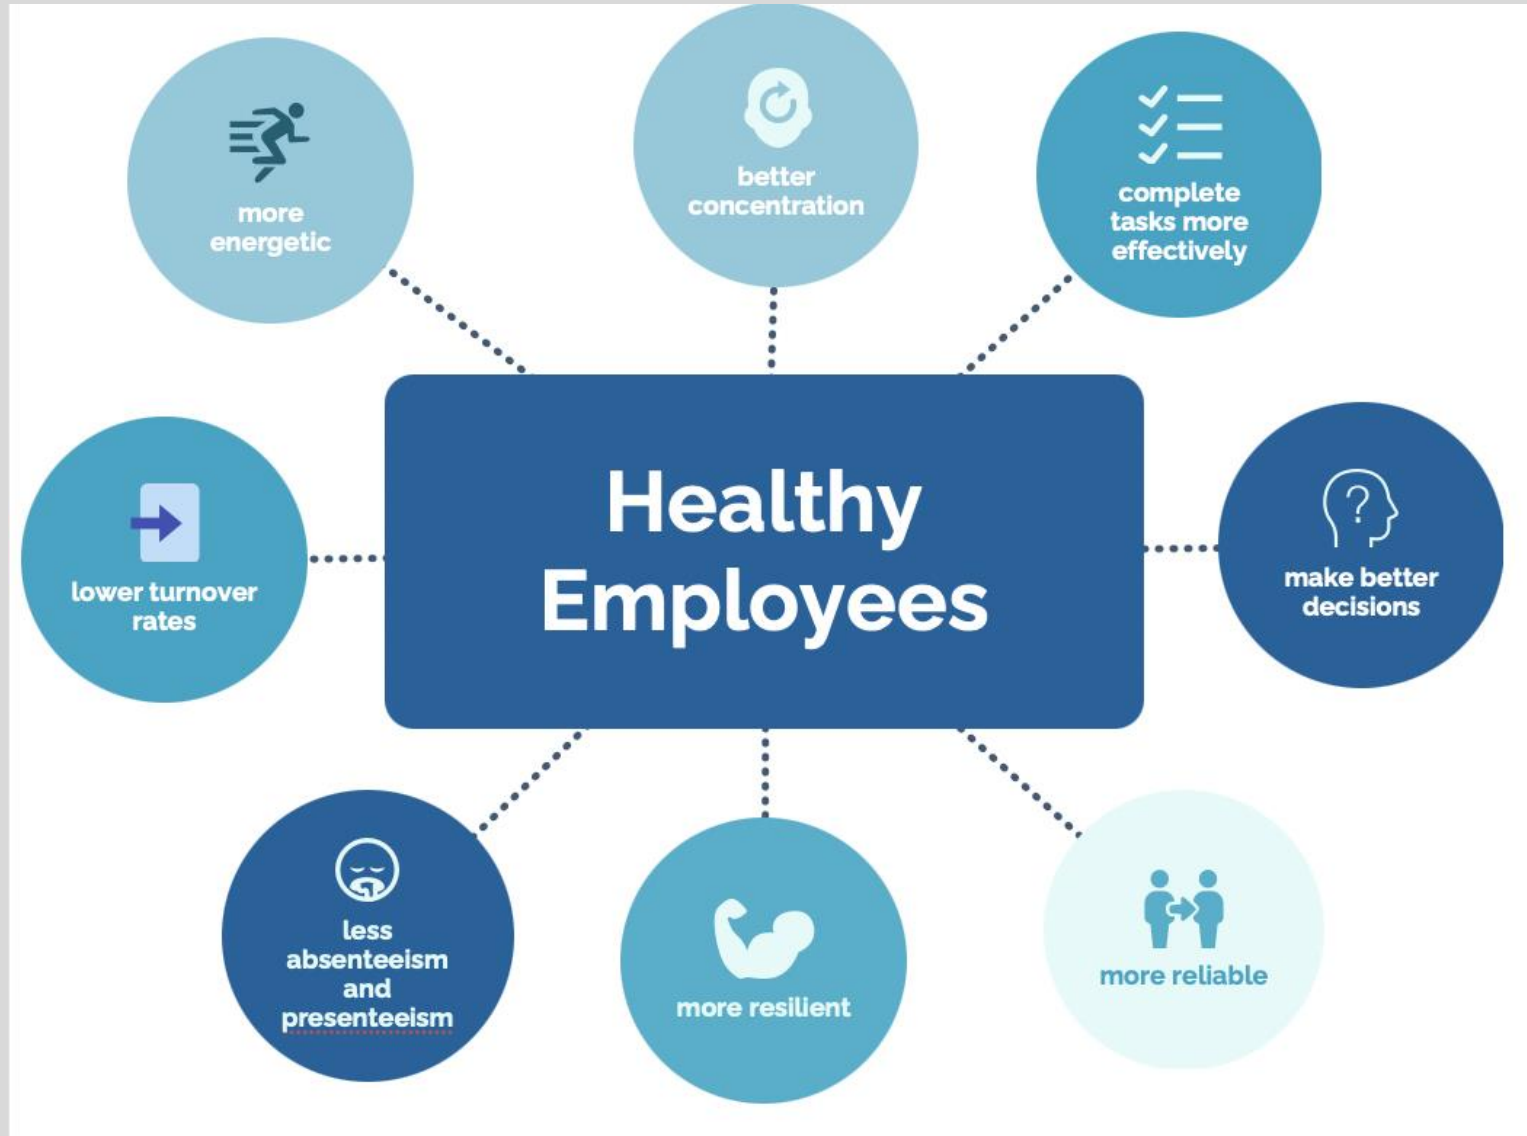 more
energetic
better
concentration
complete
tasks more
effectively
lower turnover
rates
Healthy
Employees
?
make better
decisions
less
absenteeism
and
presenteeism
more resilient
more reliable